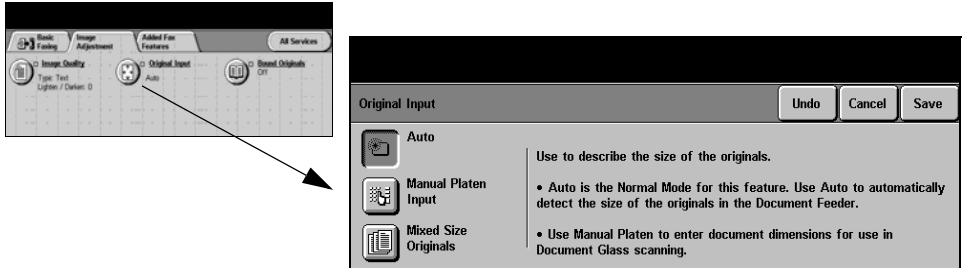 Basic Faxing
Image Adjustment
Added Fax Features
All Services
Image Quality
Type: Text
Lighten / Darken: 0
Original Input
Auto
Bound Originals
Off
Original Input
Undo
Cancel
Save
Auto
Manual Platen
Input
Mixed Size
Originals
Use to describe the size of the originals.
• Auto is the Normal Mode for this feature. Use Auto to automatically
detect the size of the originals in the Document Feeder.
• Use Manual Platen to enter document dimensions for use in
Document Glass scanning.